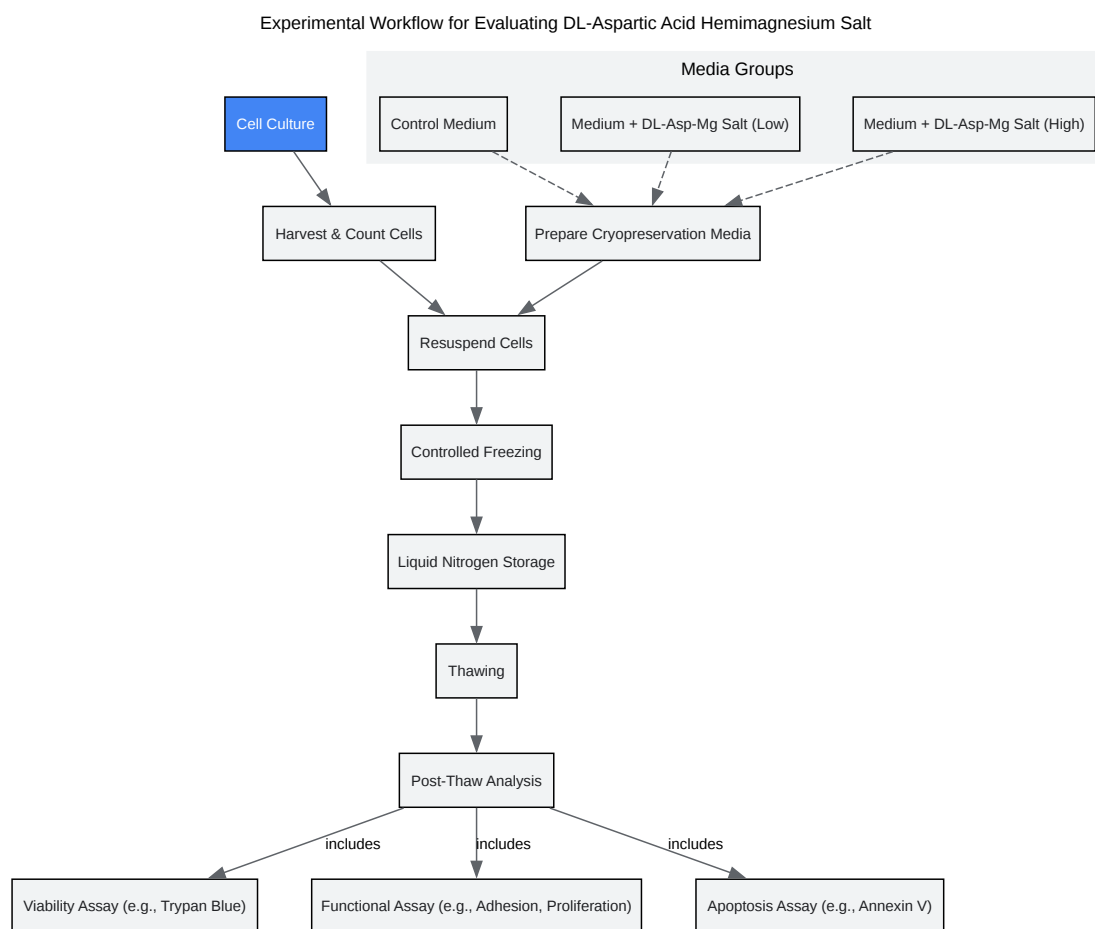 Experimental Workflow for Evaluating DL-Aspartic Acid Hemimagnesium Salt
Media Groups
Cell Culture
Control Medium
Medium + DL-Asp-Mg Salt (Low)
Medium + DL-Asp-Mg Salt (High)
Harvest & Count Cells
Prepare Cryopreservation Media
Resuspend Cells
Controlled Freezing
Liquid Nitrogen Storage
Thawing
Post-Thaw Analysis
includes
includes
includes
Viability Assay (e.g., Trypan Blue)
Functional Assay (e.g., Adhesion, Proliferation)
Apoptosis Assay (e.g., Annexin V)